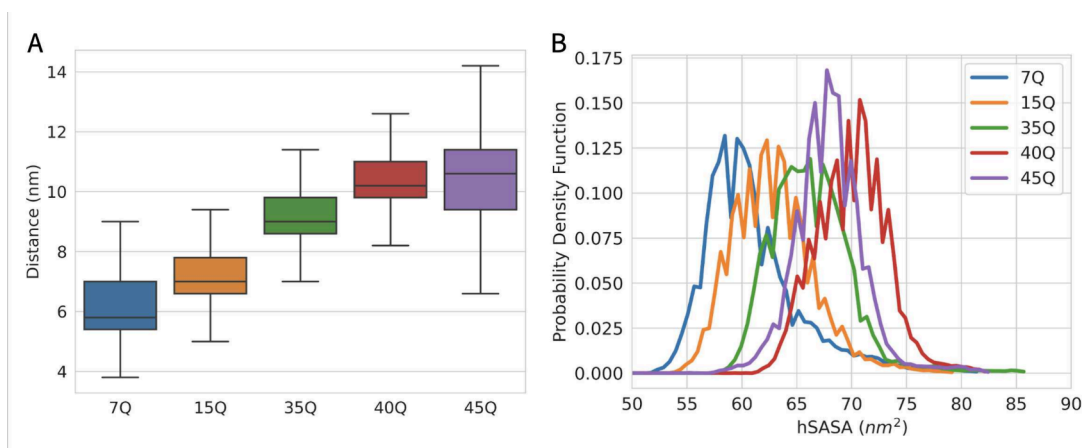 A
Distance (nm)
14
12
10
8
6
4
7Q 15Q 35Q 40Q 45Q
B
Probability Density Function
0.175
0.150
0.125
0.100
0.075
0.050
0.025
0.000
50 55 60 65 70 75 80 85 90
hSASA (nm²)
7Q
15Q
35Q
40Q
45Q